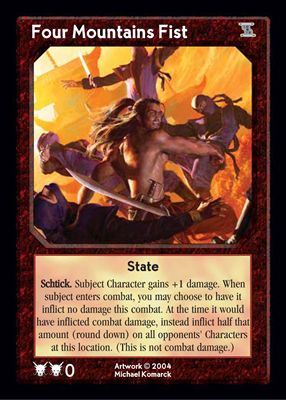 Four Mountains Fist
State
Schtick. Subject Character gains +1 damage. When
subject enters combat, you may choose to have it
inflict no damage this combat. At the time it would
have inflicted combat damage, instead inflict half that
amount (round down) on all opponents' Characters
at this location. (This is not combat damage.)
0
Artwork © 2004
Michael Komarck